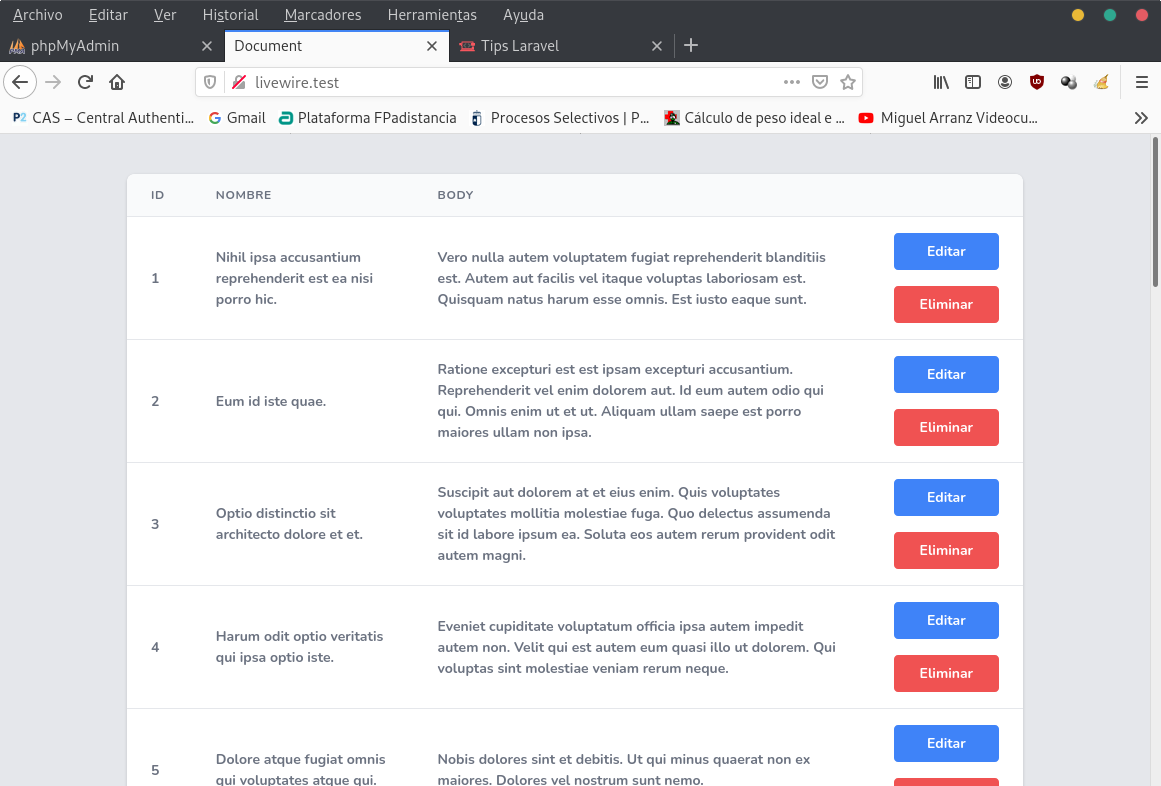 Archivo Editar Ver Historial Marcadores Herramientas Ayuda
phpMyAdmin Document Tips Laravel
livewire.test
CAS – Central Authenti... Gmail Plataforma FPadistancia Procesos Selectivos | P... Cálculo de peso ideal e ... Miguel Arranz Videocu...
ID NOMBRE BODY
Nihil ipsa accusantium
reprehenderit est ea nisi
porro hic.
1
Vero nulla autem voluptatem fugiat reprehenderit blanditiis
est. Autem aut facilis vel itaque voluptas laboriosam est.
Quisquam natus harum esse omnis. Est iusto eaque sunt.
Editar
Eliminar
2
Eum id iste quae.
Ratione excepturi est est ipsam excepturi accusantium.
Reprehenderit vel enim dolorem aut. Id eum autem odio qui
qui. Omnis enim ut et ut. Aliquam ullam saepe est porro
maiores ullam non ipsa.
Editar
Eliminar
3
Optio distinctio sit
architecto dolore et et.
Suscipit aut dolorem at et eius enim. Quis voluptates
voluptates mollitia molestiae fuga. Quo delectus assumenda
sit id labore ipsum ea. Soluta eos autem rerum provident odit
autem magni.
Editar
Eliminar
4
Harum odit optio veritatis
qui ipsa optio iste.
Eveniet cupiditate voluptatum officia ipsa autem impedit
autem non. Velit qui est autem eum quasi illo ut dolorem. Qui
voluptas sint molestiae veniam rerum neque.
Editar
Eliminar
5
Dolore atque fugiat omnis
qui voluptates atque qui.
Nobis dolores sint et debitis. Ut qui minus quaerat non ex
maiores. Dolores vel nostrum sunt nemo.
Editar